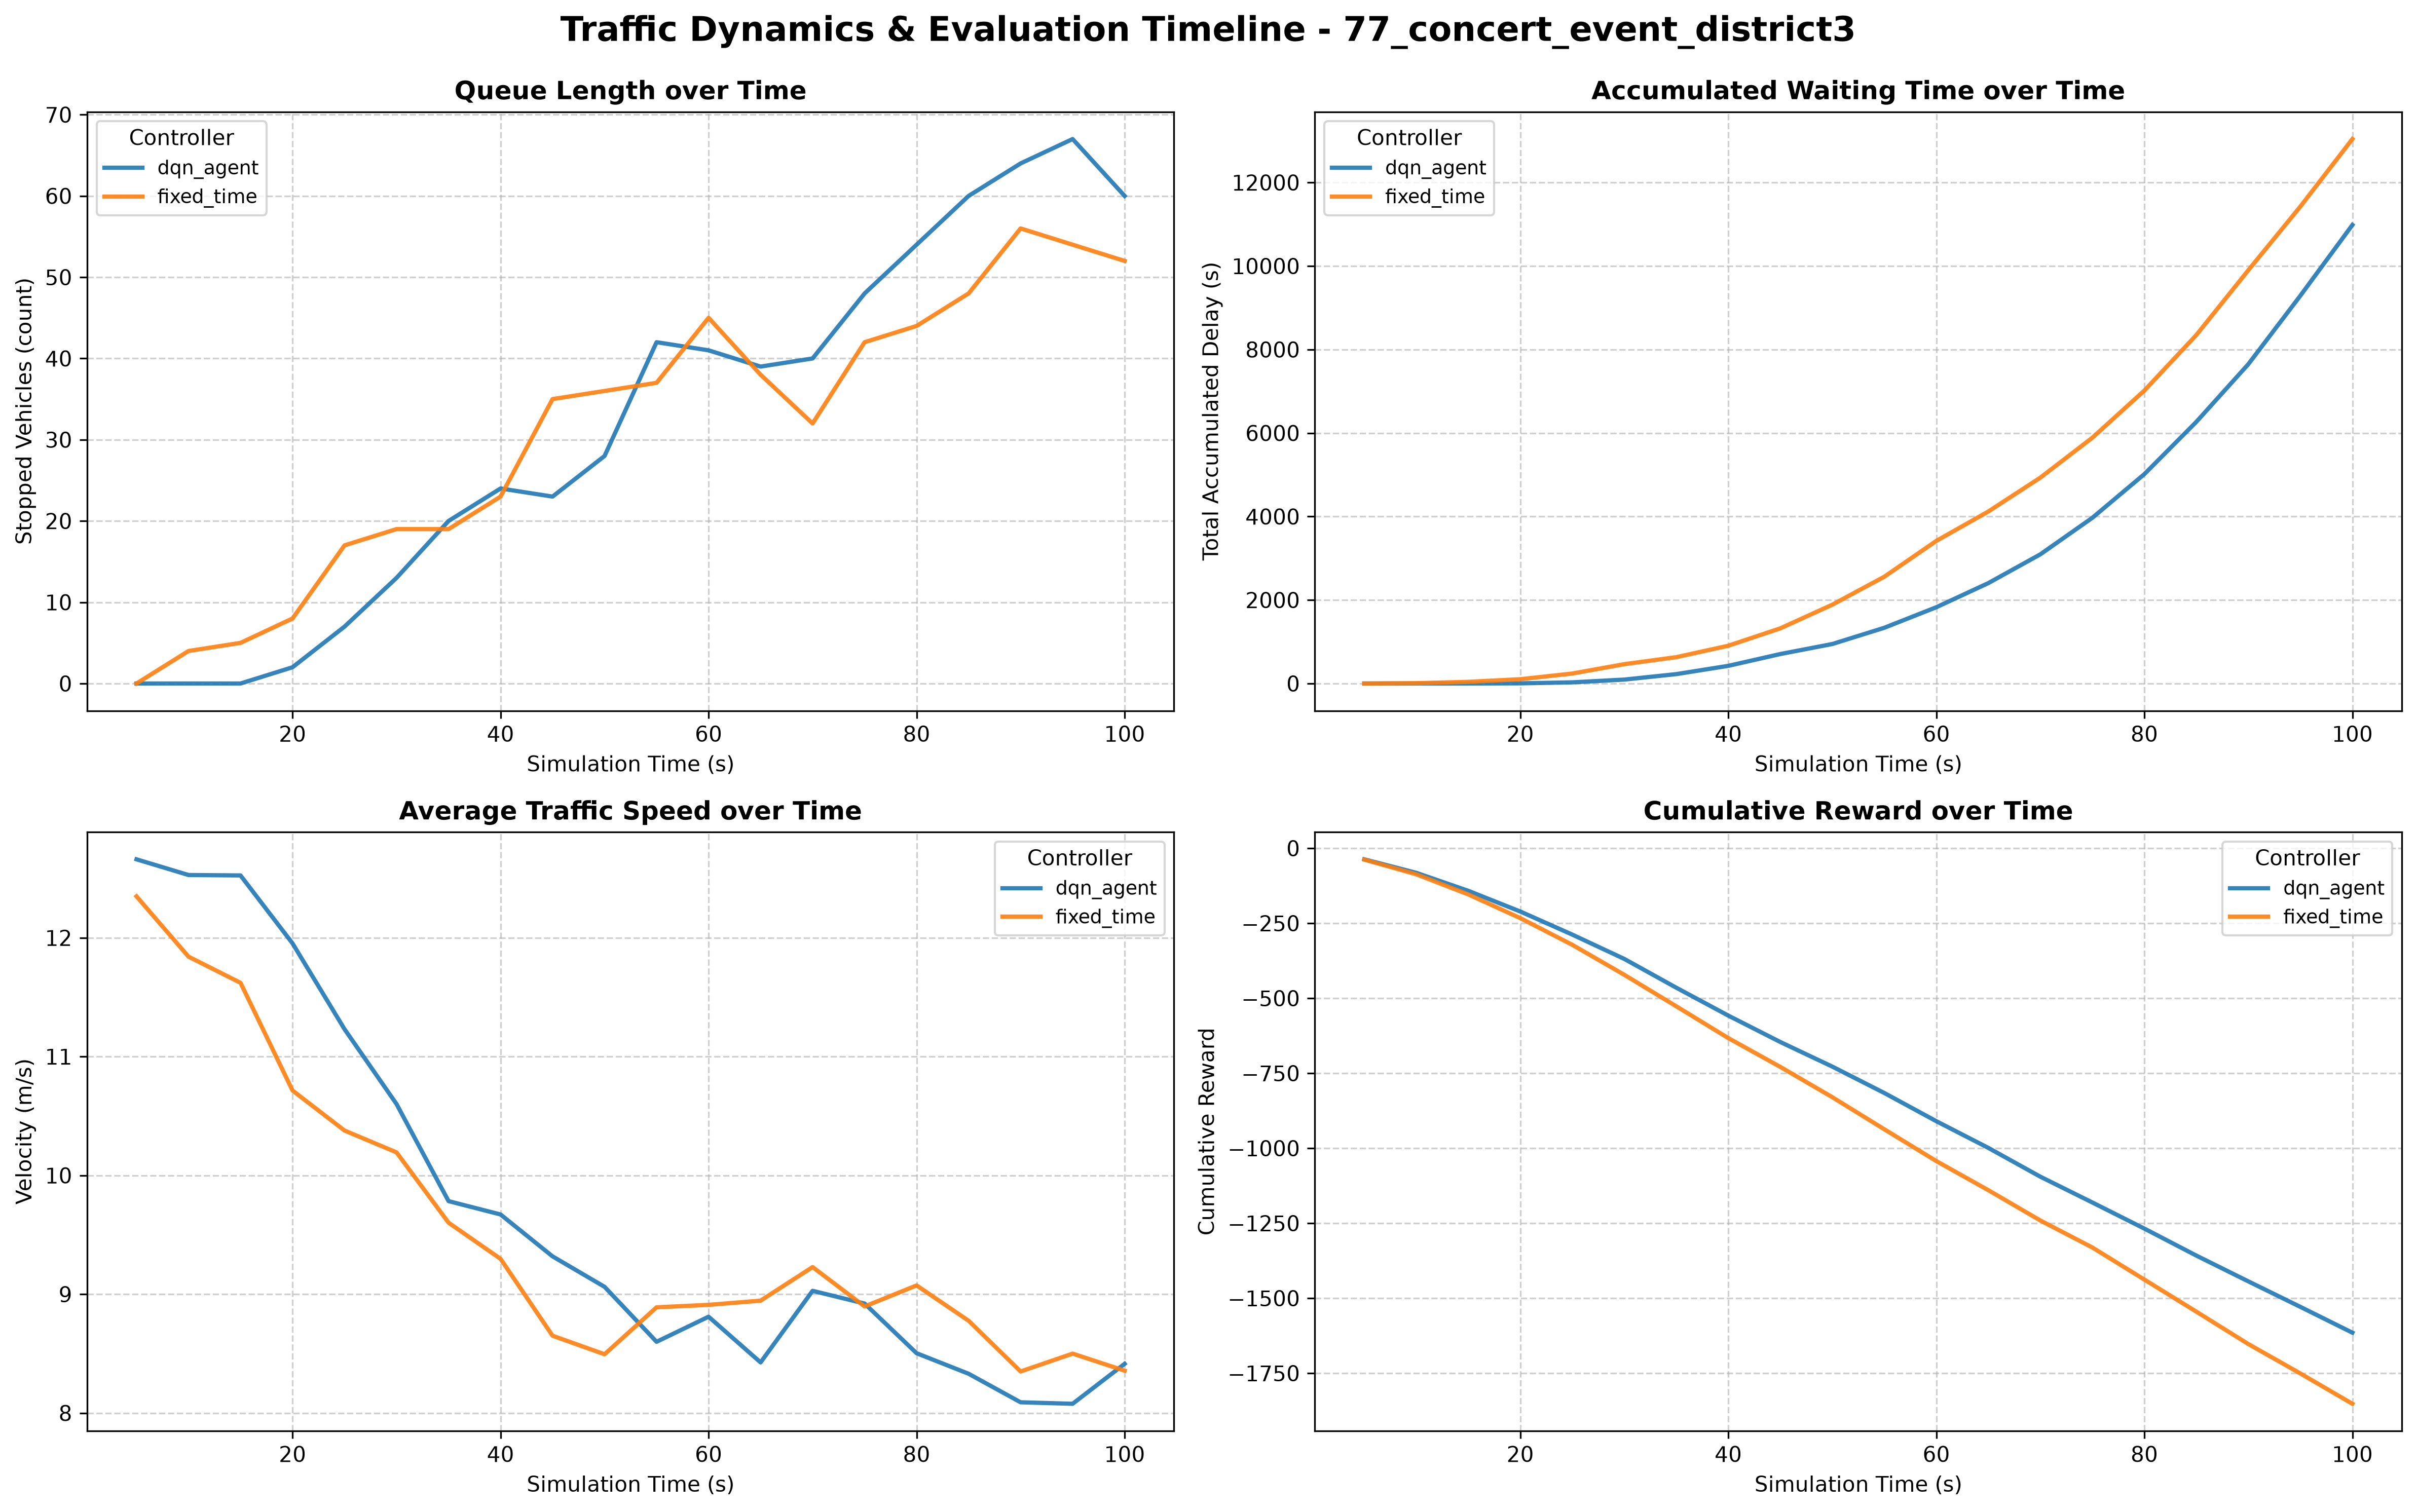 Traffic Dynamics & Evaluation Timeline - 77_concert_event_district3
Queue Length over Time
Controller
dqn_agent
fixed_time
Stopped Vehicles (count)
70
60
50
40
30
20
10
0
20 40 60 80 100
Simulation Time (s)
Accumulated Waiting Time over Time
Controller
dqn_agent
fixed_time
Total Accumulated Delay (s)
12000
10000
8000
6000
4000
2000
0
20 40 60 80 100
Simulation Time (s)
Average Traffic Speed over Time
Controller
dqn_agent
fixed_time
Velocity (m/s)
12
11
10
9
8
20 40 60 80 100
Simulation Time (s)
Cumulative Reward over Time
Controller
dqn_agent
fixed_time
Cumulative Reward
0
−250
−500
−750
−1000
−1250
−1500
−1750
20 40 60 80 100
Simulation Time (s)